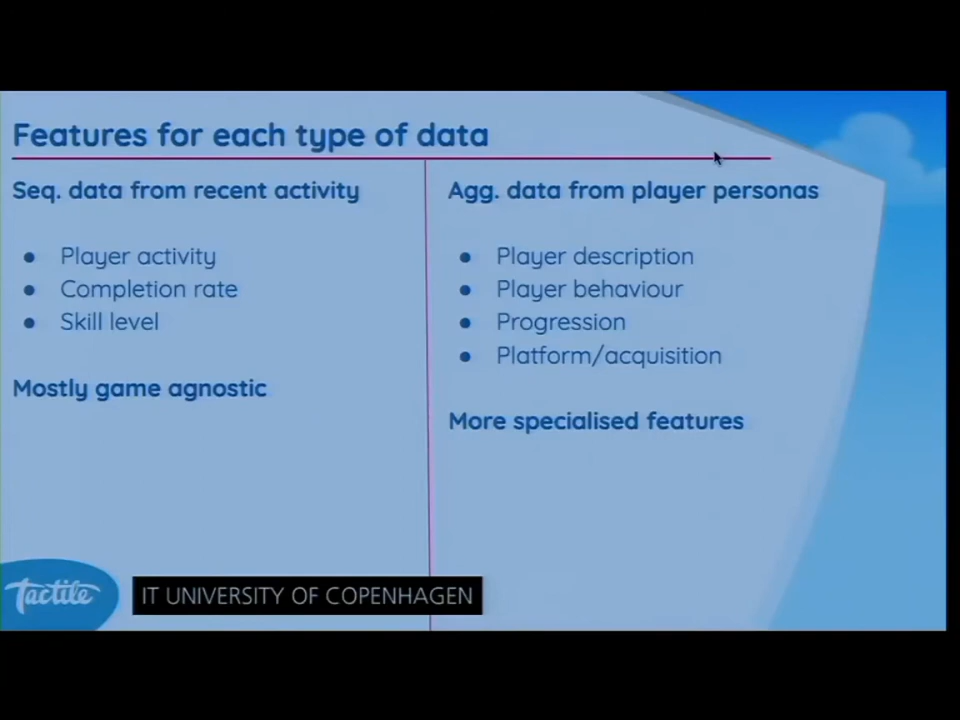 Features for each type of data
Seq. data from recent activity
● Player activity
● Completion rate
● Skill level
Mostly game agnostic
Agg. data from player personas
● Player description
● Player behaviour
● Progression
● Platform/acquisition
More specialised features
Tactile
IT UNIVERSITY OF COPENHAGEN